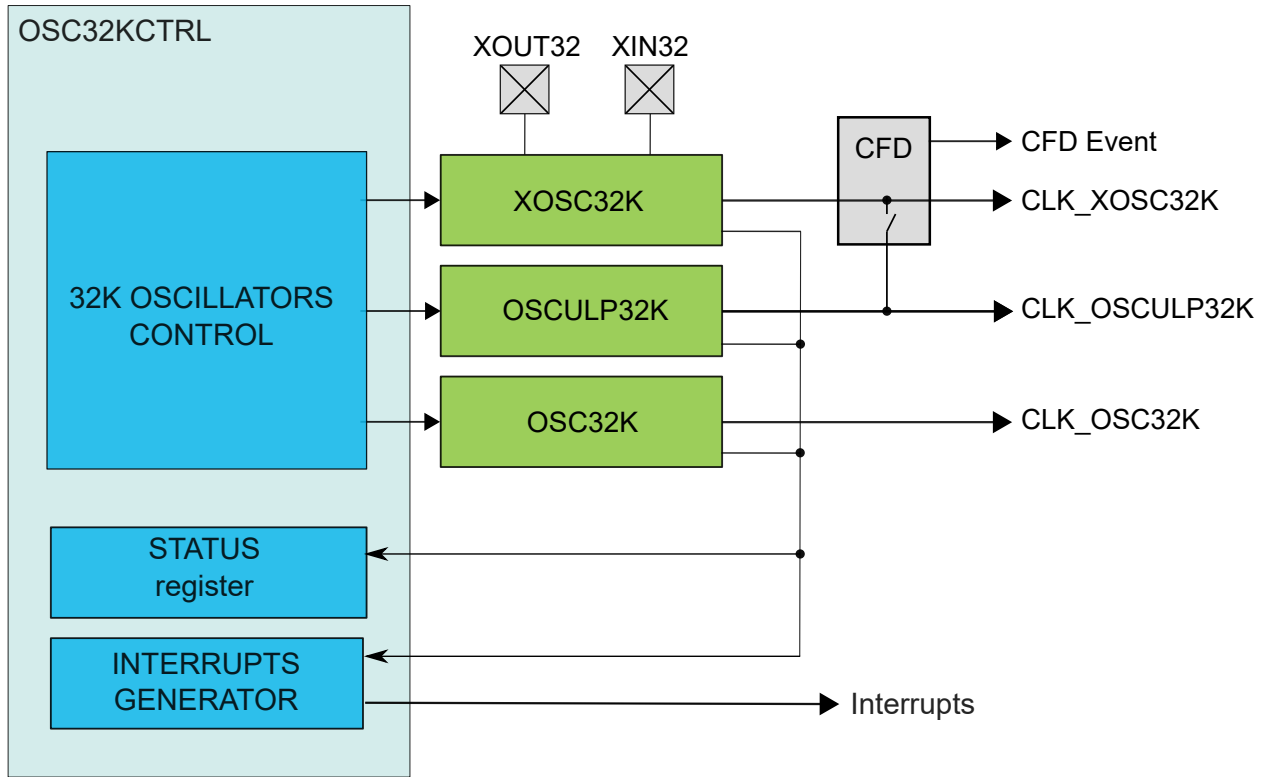 OSC32KCTRL
XOUT32
XIN32
CFD
CFD Event
XOSC32K
CLK_XOSC32K
32K OSCILLATORS
CONTROL
OSCULP32K
CLK_OSCULP32K
OSC32K
CLK_OSC32K
STATUS
register
INTERRUPTS
GENERATOR
Interrupts